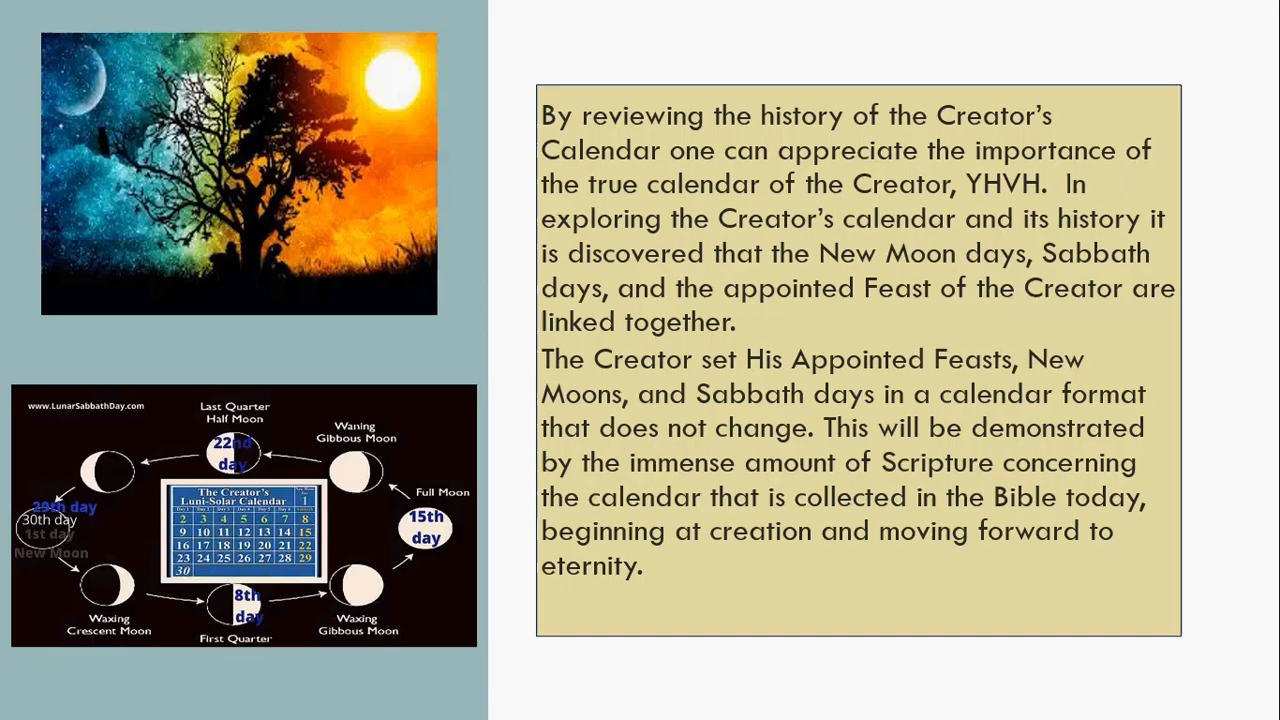 By reviewing the history of the Creator’s
Calendar one can appreciate the importance of
the true calendar of the Creator, YHVH.  In
exploring the Creator’s calendar and its history it
is discovered that the New Moon days, Sabbath
days, and the appointed Feast of the Creator are
linked together.
The Creator set His Appointed Feasts, New
Moons, and Sabbath days in a calendar format
that does not change. This will be demonstrated
by the immense amount of Scripture concerning
the calendar that is collected in the Bible today,
beginning at creation and moving forward to
eternity.
www.LunarSabbathDay.com
Last Quarter
Half Moon
22nd
day
Waning
Gibbous Moon
Full Moon
15th
day
29th day
30th day
1st day
New Moon
The Creator's
Luni-Solar Calendar
1
2 3 4 5 6 7 8
9 10 11 12 13 14 15
16 17 18 19 20 21 22
23 24 25 26 27 28 29
30
8th
day
Waxing
Crescent Moon
First Quarter
Waxing
Gibbous Moon